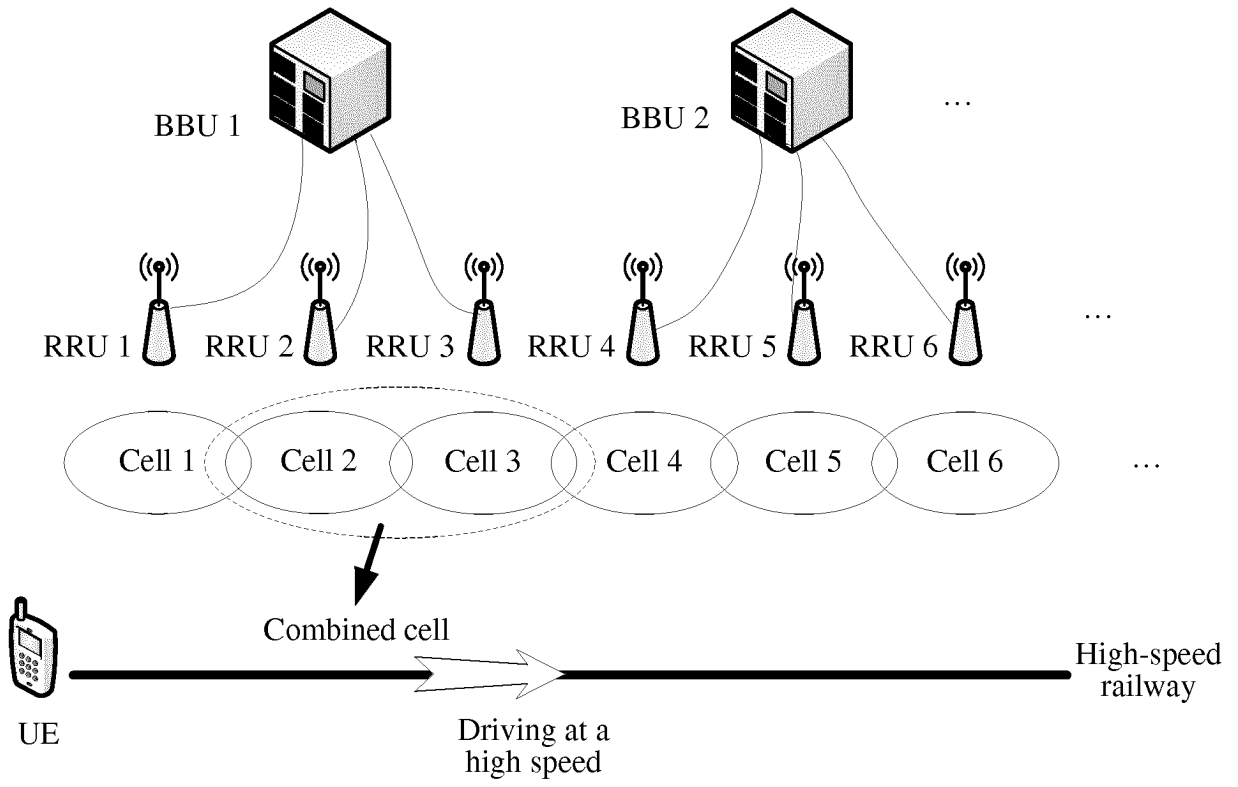 BBU 1
BBU 2
...
RRU 1
RRU 2
RRU 3
RRU 4
RRU 5
RRU 6
...
Cell 1
Cell 2
Cell 3
Cell 4
Cell 5
Cell 6
...
Combined cell
High-speed
railway
UE
Driving at a
high speed